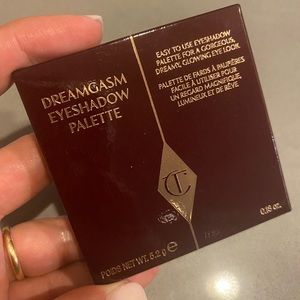 DREAMGASM
EYESHADOW
PALETTE
EASY TO USE EYESHADOW
PALETTE FOR A GORGEOUS,
DREAMY, GLOWING EYE LOOK
PALETTE DE FARDS À PAUPIÈRES
FACILE À UTILISER POUR
UN REGARD MAGNIFIQUE,
LUMINEUX ET DE RÊVE
CT
POIDS NET WT. 5.2g e
0.18 oz.